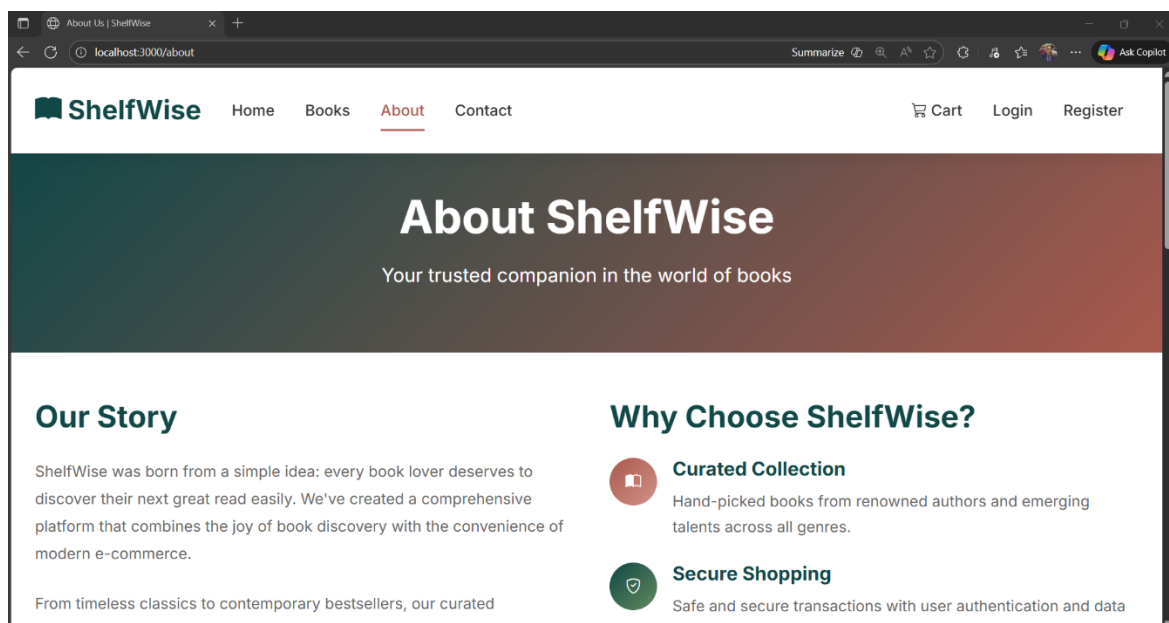 About Us | ShelfWise
localhost:3000/about
Summarize
Ask Copilot
ShelfWise
Home
Books
About
Contact
Cart
Login
Register
About ShelfWise
Your trusted companion in the world of books
Our Story
ShelfWise was born from a simple idea: every book lover deserves to
discover their next great read easily. We've created a comprehensive
platform that combines the joy of book discovery with the convenience of
modern e-commerce.
From timeless classics to contemporary bestsellers, our curated
Why Choose ShelfWise?
Curated Collection
Hand-picked books from renowned authors and emerging
talents across all genres.
Secure Shopping
Safe and secure transactions with user authentication and data